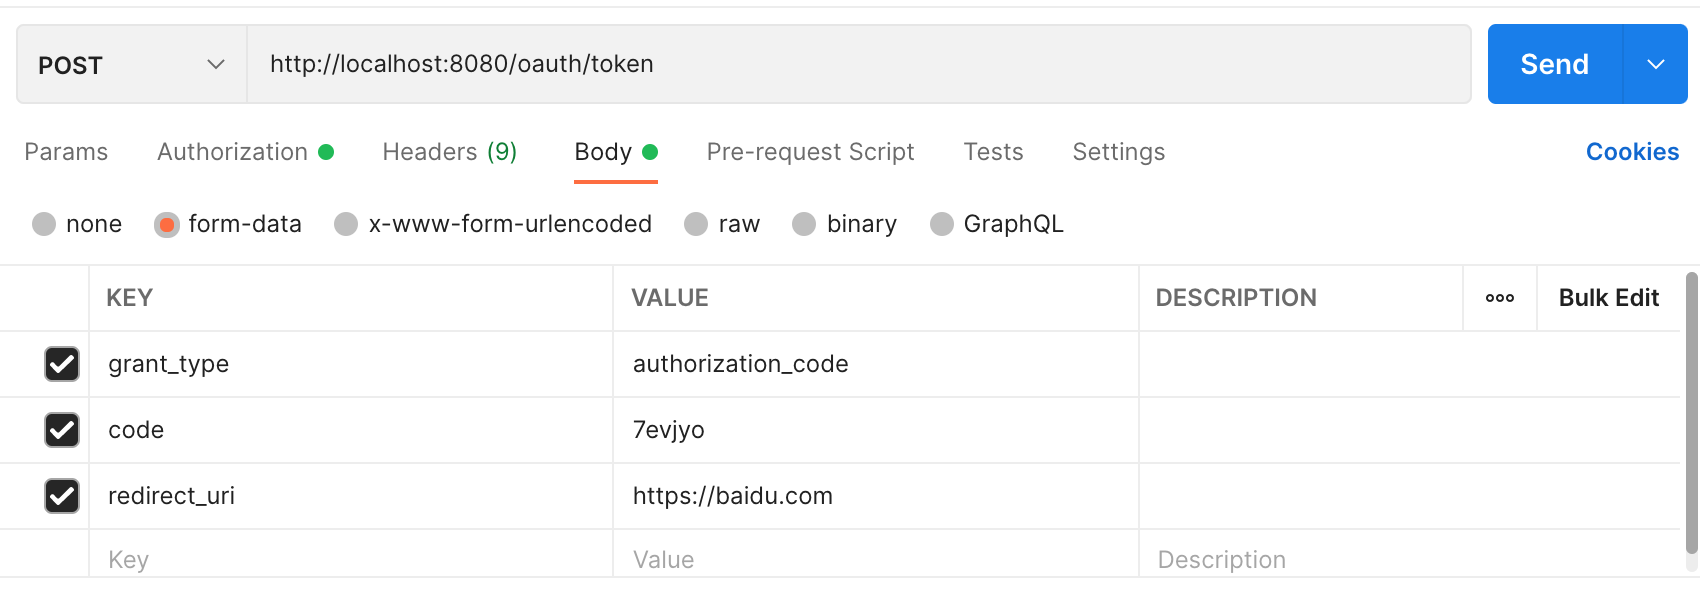 POST http://localhost:8080/oauth/token Send
Params Authorization Headers (9) Body Pre-request Script Tests Settings Cookies
none form-data x-www-form-urlencoded raw binary GraphQL
KEY VALUE DESCRIPTION ooo Bulk Edit
grant_type authorization_code
code 7evjyo
redirect_uri https://baidu.com
Key Value Description